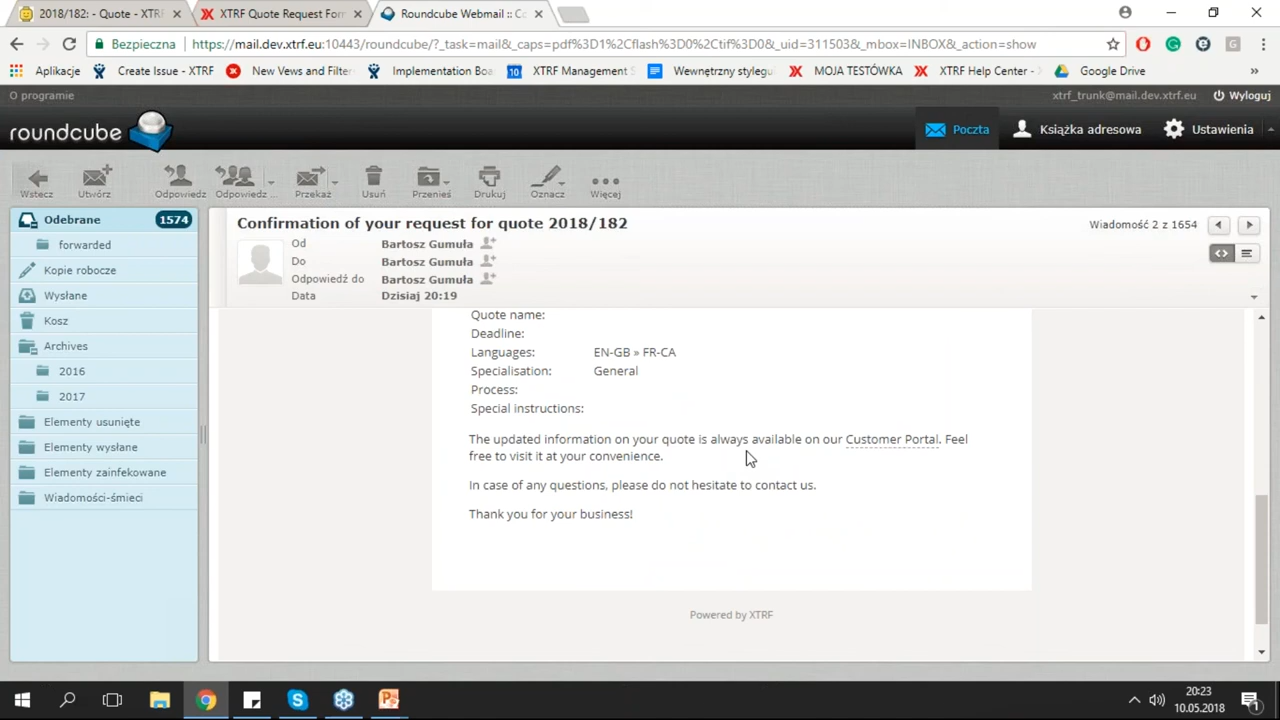 2018/182: - Quote - XTRF
XTRF Quote Request For
Roundcube Webmail :: Co
Bezpieczna
https://mail.dev.xtrf.eu:10443/roundcube/?_task=mail&_caps=pdf%3D1%2Cflash%3D0%2Ctif%3D0&_uid=311503&_mbox=INBOX&_action=show
Aplikacje
Create Issue - XTRF
New Vews and Filter
Implementation Boa
XTRF Management S
Wewnętrzny stylegu
MOJA TESTÓWKA
XTRF Help Center -
Google Drive
O programie
xtrf_trunk@mail.dev.xtrf.eu
Wyloguj
roundcube
Poczta
Książka adresowa
Ustawienia
Wstecz
Utwórz
Odpowiedz
Odpowiedz ...
Przekaż
Usuń
Przenieś
Drukuj
Oznacz
Więcej
Odebrane 1574
forwarded
Kopie robocze
Wysłane
Kosz
Archives
2016
2017
Elementy usunięte
Elementy wysłane
Elementy zainfekowane
Wiadomości-śmieci
Confirmation of your request for quote 2018/182
Wiadomość 2 z 1654
Od Bartosz Gumuła
Do Bartosz Gumuła
Odpowiedź do Bartosz Gumuła
Data Dzisiaj 20:19
Quote name:
Deadline:
Languages: EN-GB » FR-CA
Specialisation: General
Process:
Special instructions:
The updated information on your quote is always available on our Customer Portal. Feel
free to visit it at your convenience.
In case of any questions, please do not hesitate to contact us.
Thank you for your business!
Powered by XTRF
20:23
10.05.2018